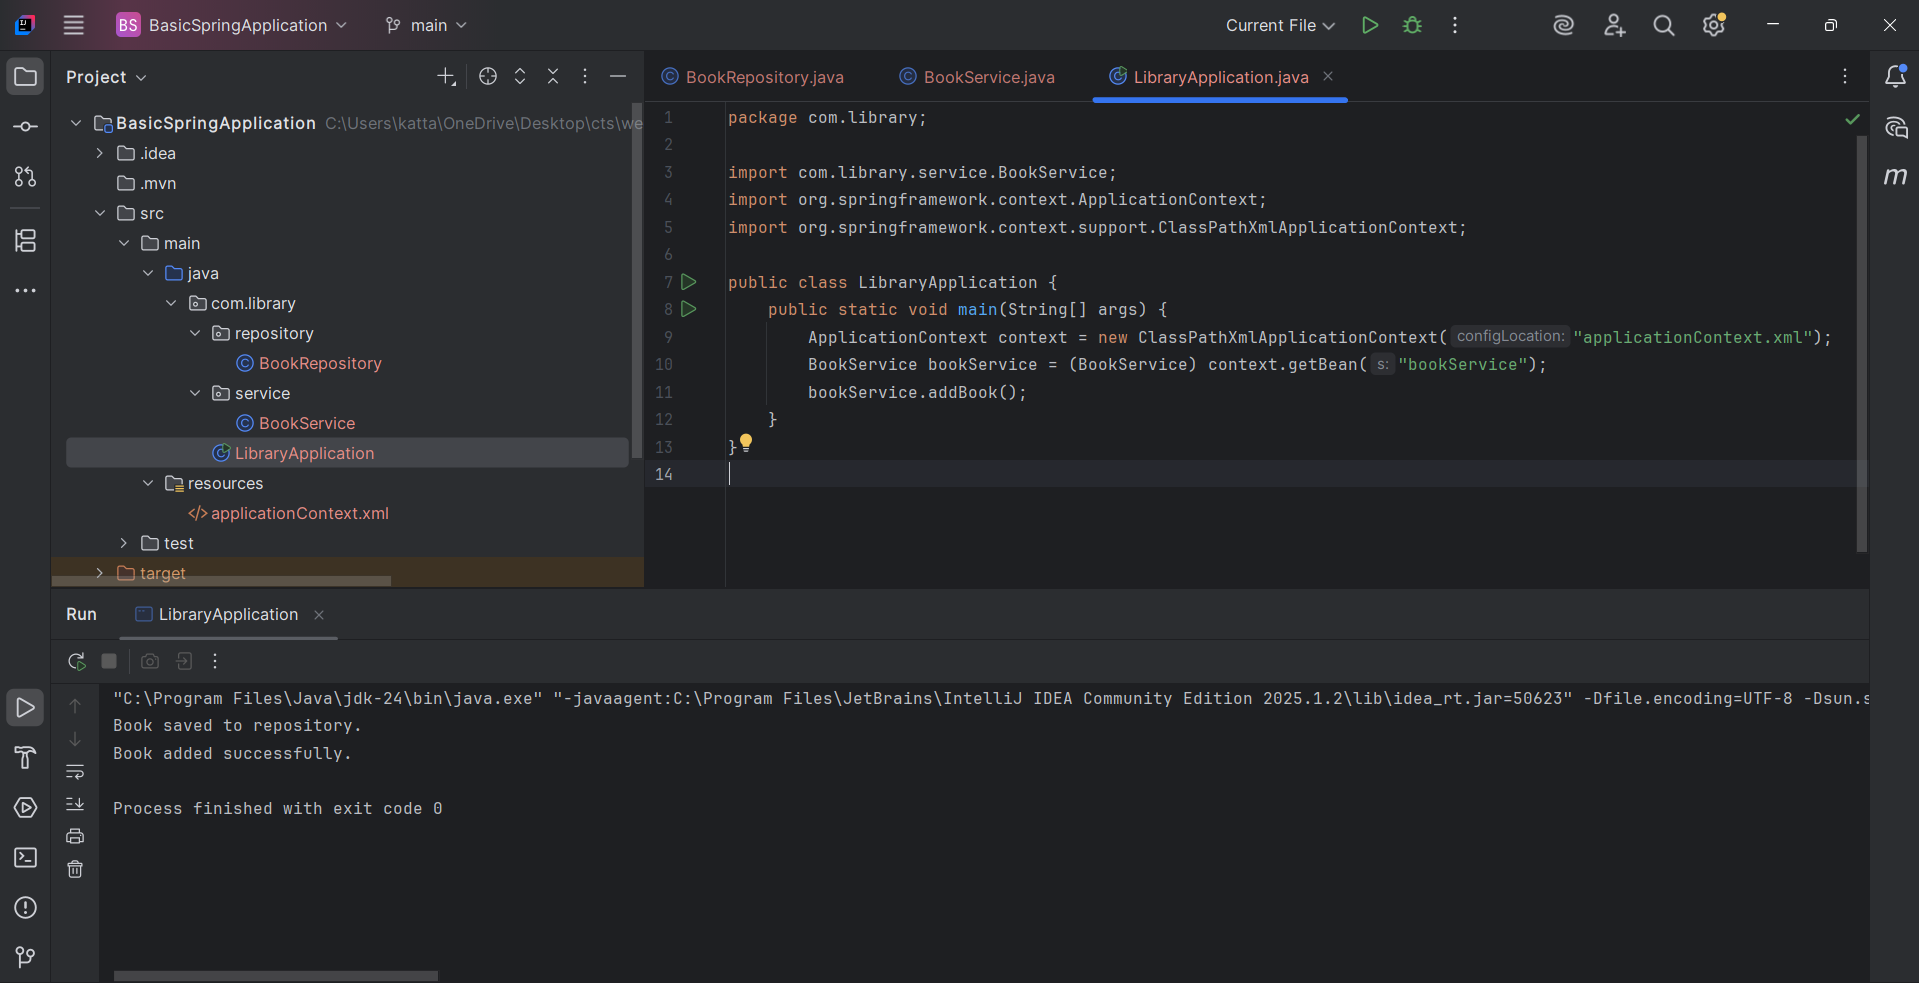 BS BasicSpringApplication main Current File
Project
BasicSpringApplication C:\Users\katta\OneDrive\Desktop\cts\we
.idea
.mvn
src
main
java
com.library
repository
BookRepository
service
BookService
LibraryApplication
resources
</> applicationContext.xml
test
target
BookRepository.java BookService.java LibraryApplication.java
1 package com.library;
2
3 import com.library.service.BookService;
4 import org.springframework.context.ApplicationContext;
5 import org.springframework.context.support.ClassPathXmlApplicationContext;
6
7 public class LibraryApplication {
8 public static void main(String[] args) {
9 ApplicationContext context = new ClassPathXmlApplicationContext( configLocation: "applicationContext.xml");
10 BookService bookService = (BookService) context.getBean( s: "bookService");
11 bookService.addBook();
12 }
13 }
14
m
Run LibraryApplication
"C:\Program Files\Java\jdk-24\bin\java.exe" "-javaagent:C:\Program Files\JetBrains\IntelliJ IDEA Community Edition 2025.1.2\lib\idea_rt.jar=50623" -Dfile.encoding=UTF-8 -Dsun.s
Book saved to repository.
Book added successfully.
Process finished with exit code 0